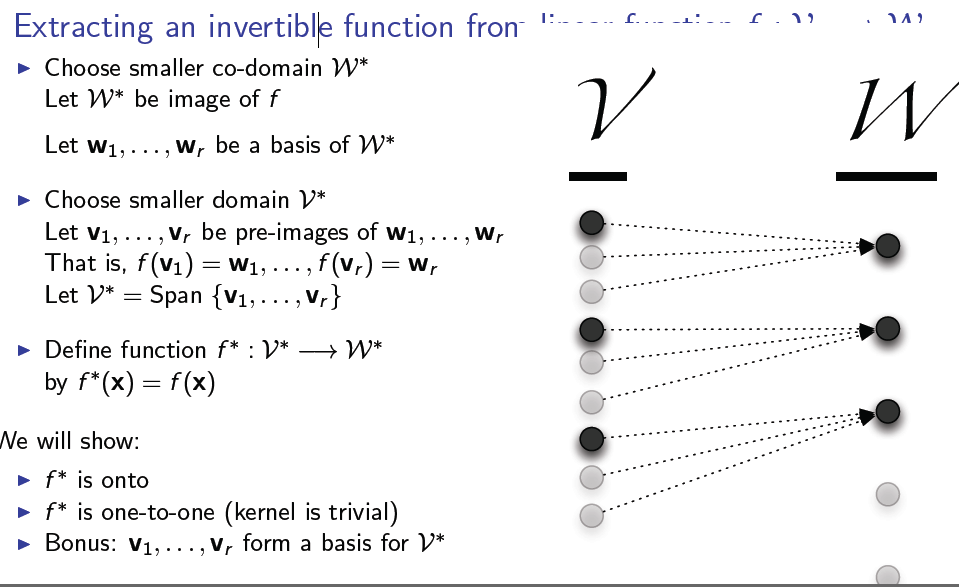 Extracting an invertible function from linear function f : 𝒱 ⟶ 𝒲
▶ Choose smaller co-domain 𝒲*
Let 𝒲* be image of f
Let w₁, . . . , wᵣ be a basis of 𝒲*
▶ Choose smaller domain 𝒱*
Let v₁, . . . , vᵣ be pre-images of w₁, . . . , wᵣ
That is, f(v₁) = w₁, . . . , f(vᵣ) = wᵣ
Let 𝒱* = Span {v₁, . . . , vᵣ}
▶ Define function f* : 𝒱* ⟶ 𝒲*
by f*(x) = f(x)
We will show:
▶ f* is onto
▶ f* is one-to-one (kernel is trivial)
▶ Bonus: v₁, . . . , vᵣ form a basis for 𝒱*
𝒱
𝒲